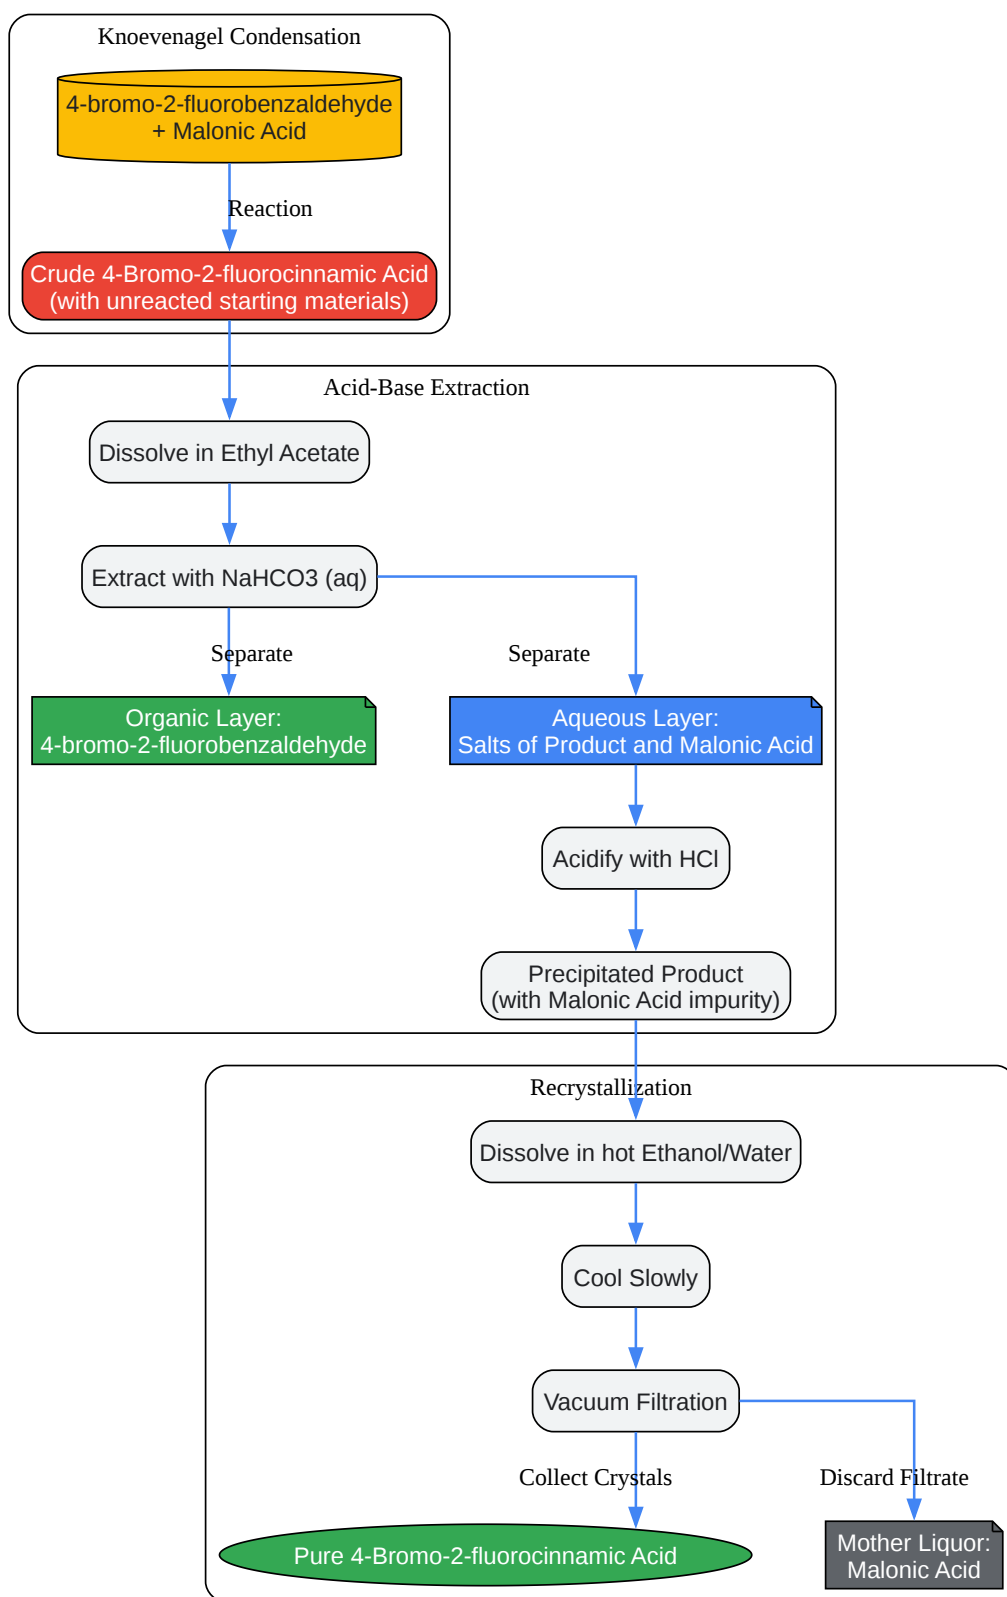 Knoevenagel Condensation
4-bromo-2-fluorobenzaldehyde
+ Malonic Acid
Reaction
Crude 4-Bromo-2-fluorocinnamic Acid
(with unreacted starting materials)
Acid-Base Extraction
Dissolve in Ethyl Acetate
Extract with NaHCO3 (aq)
Separate
Separate
Organic Layer:
4-bromo-2-fluorobenzaldehyde
Aqueous Layer:
Salts of Product and Malonic Acid
Acidify with HCl
Precipitated Product
(with Malonic Acid impurity)
Recrystallization
Dissolve in hot Ethanol/Water
Cool Slowly
Vacuum Filtration
Collect Crystals
Discard Filtrate
Pure 4-Bromo-2-fluorocinnamic Acid
Mother Liquor:
Malonic Acid